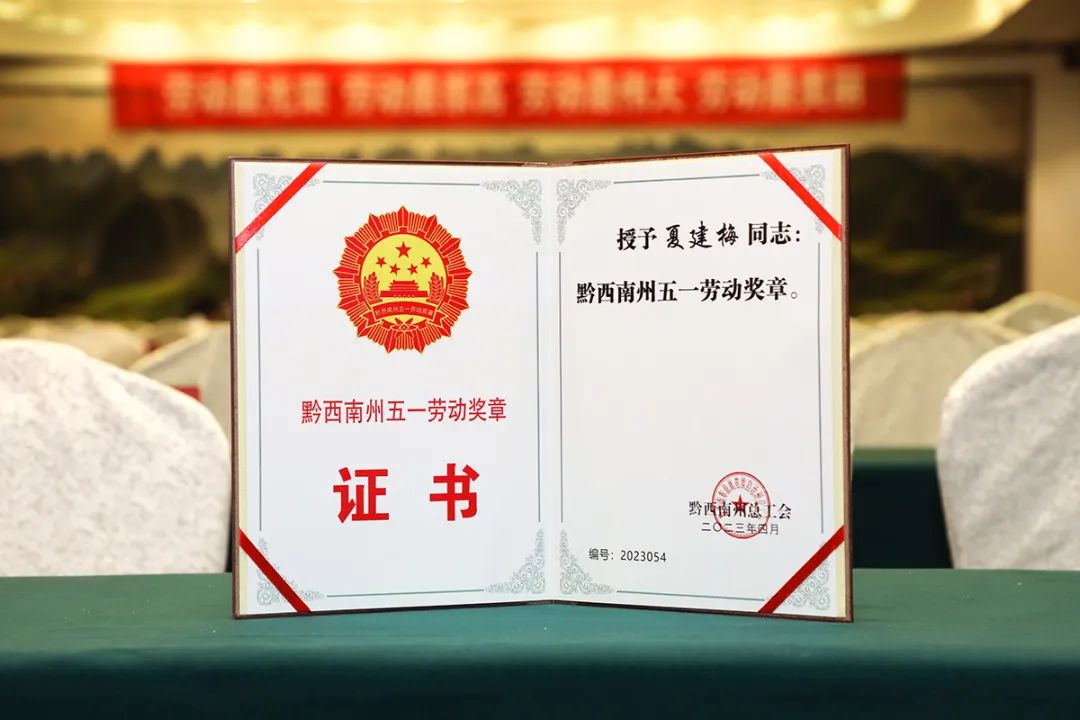 劳动最光荣 劳动最崇高 劳动最伟大 劳动最美丽
黔西南州五一劳动奖章
黔西南州五一劳动奖章
证书
授予夏建梅同志：
黔西南州五一劳动奖章。
黔西南州总工会
二〇二三年四月
编号：2023054